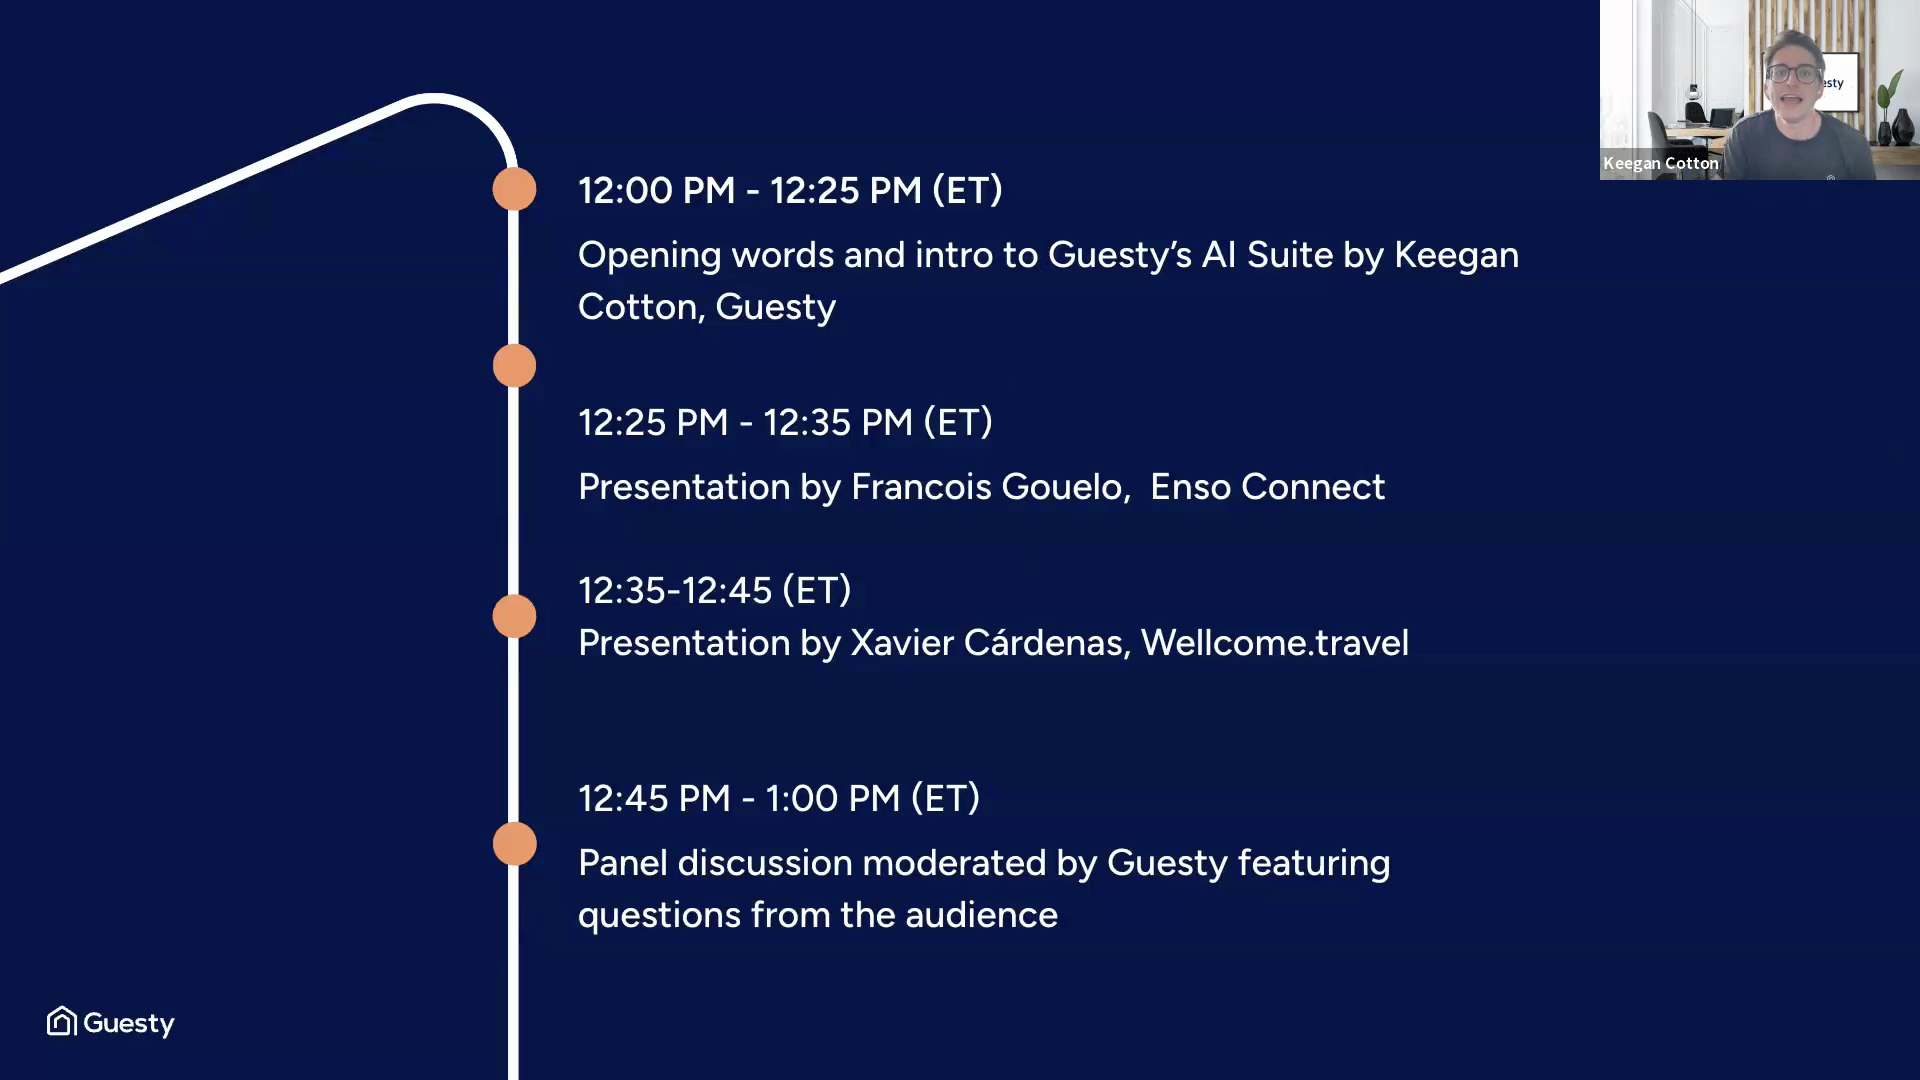 12:00 PM - 12:25 PM (ET)
Opening words and intro to Guesty’s AI Suite by Keegan
Cotton, Guesty
12:25 PM - 12:35 PM (ET)
Presentation by Francois Gouelo,  Enso Connect
12:35-12:45 (ET)
Presentation by Xavier Cárdenas, Wellcome.travel
12:45 PM - 1:00 PM (ET)
Panel discussion moderated by Guesty featuring
questions from the audience
Guesty
esty
Keegan Cotton